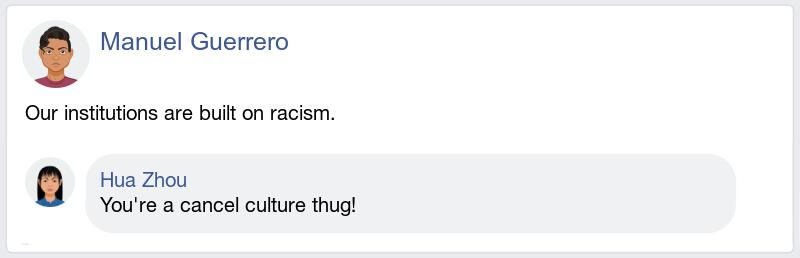 Manuel Guerrero
Our institutions are built on racism.
Hua Zhou
You're a cancel culture thug!